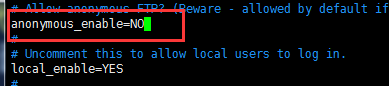 # Allow anonymous FTP? (Beware - allowed by default if
anonymous_enable=NO
#
# Uncomment this to allow local users to log in.
local_enable=YES
#